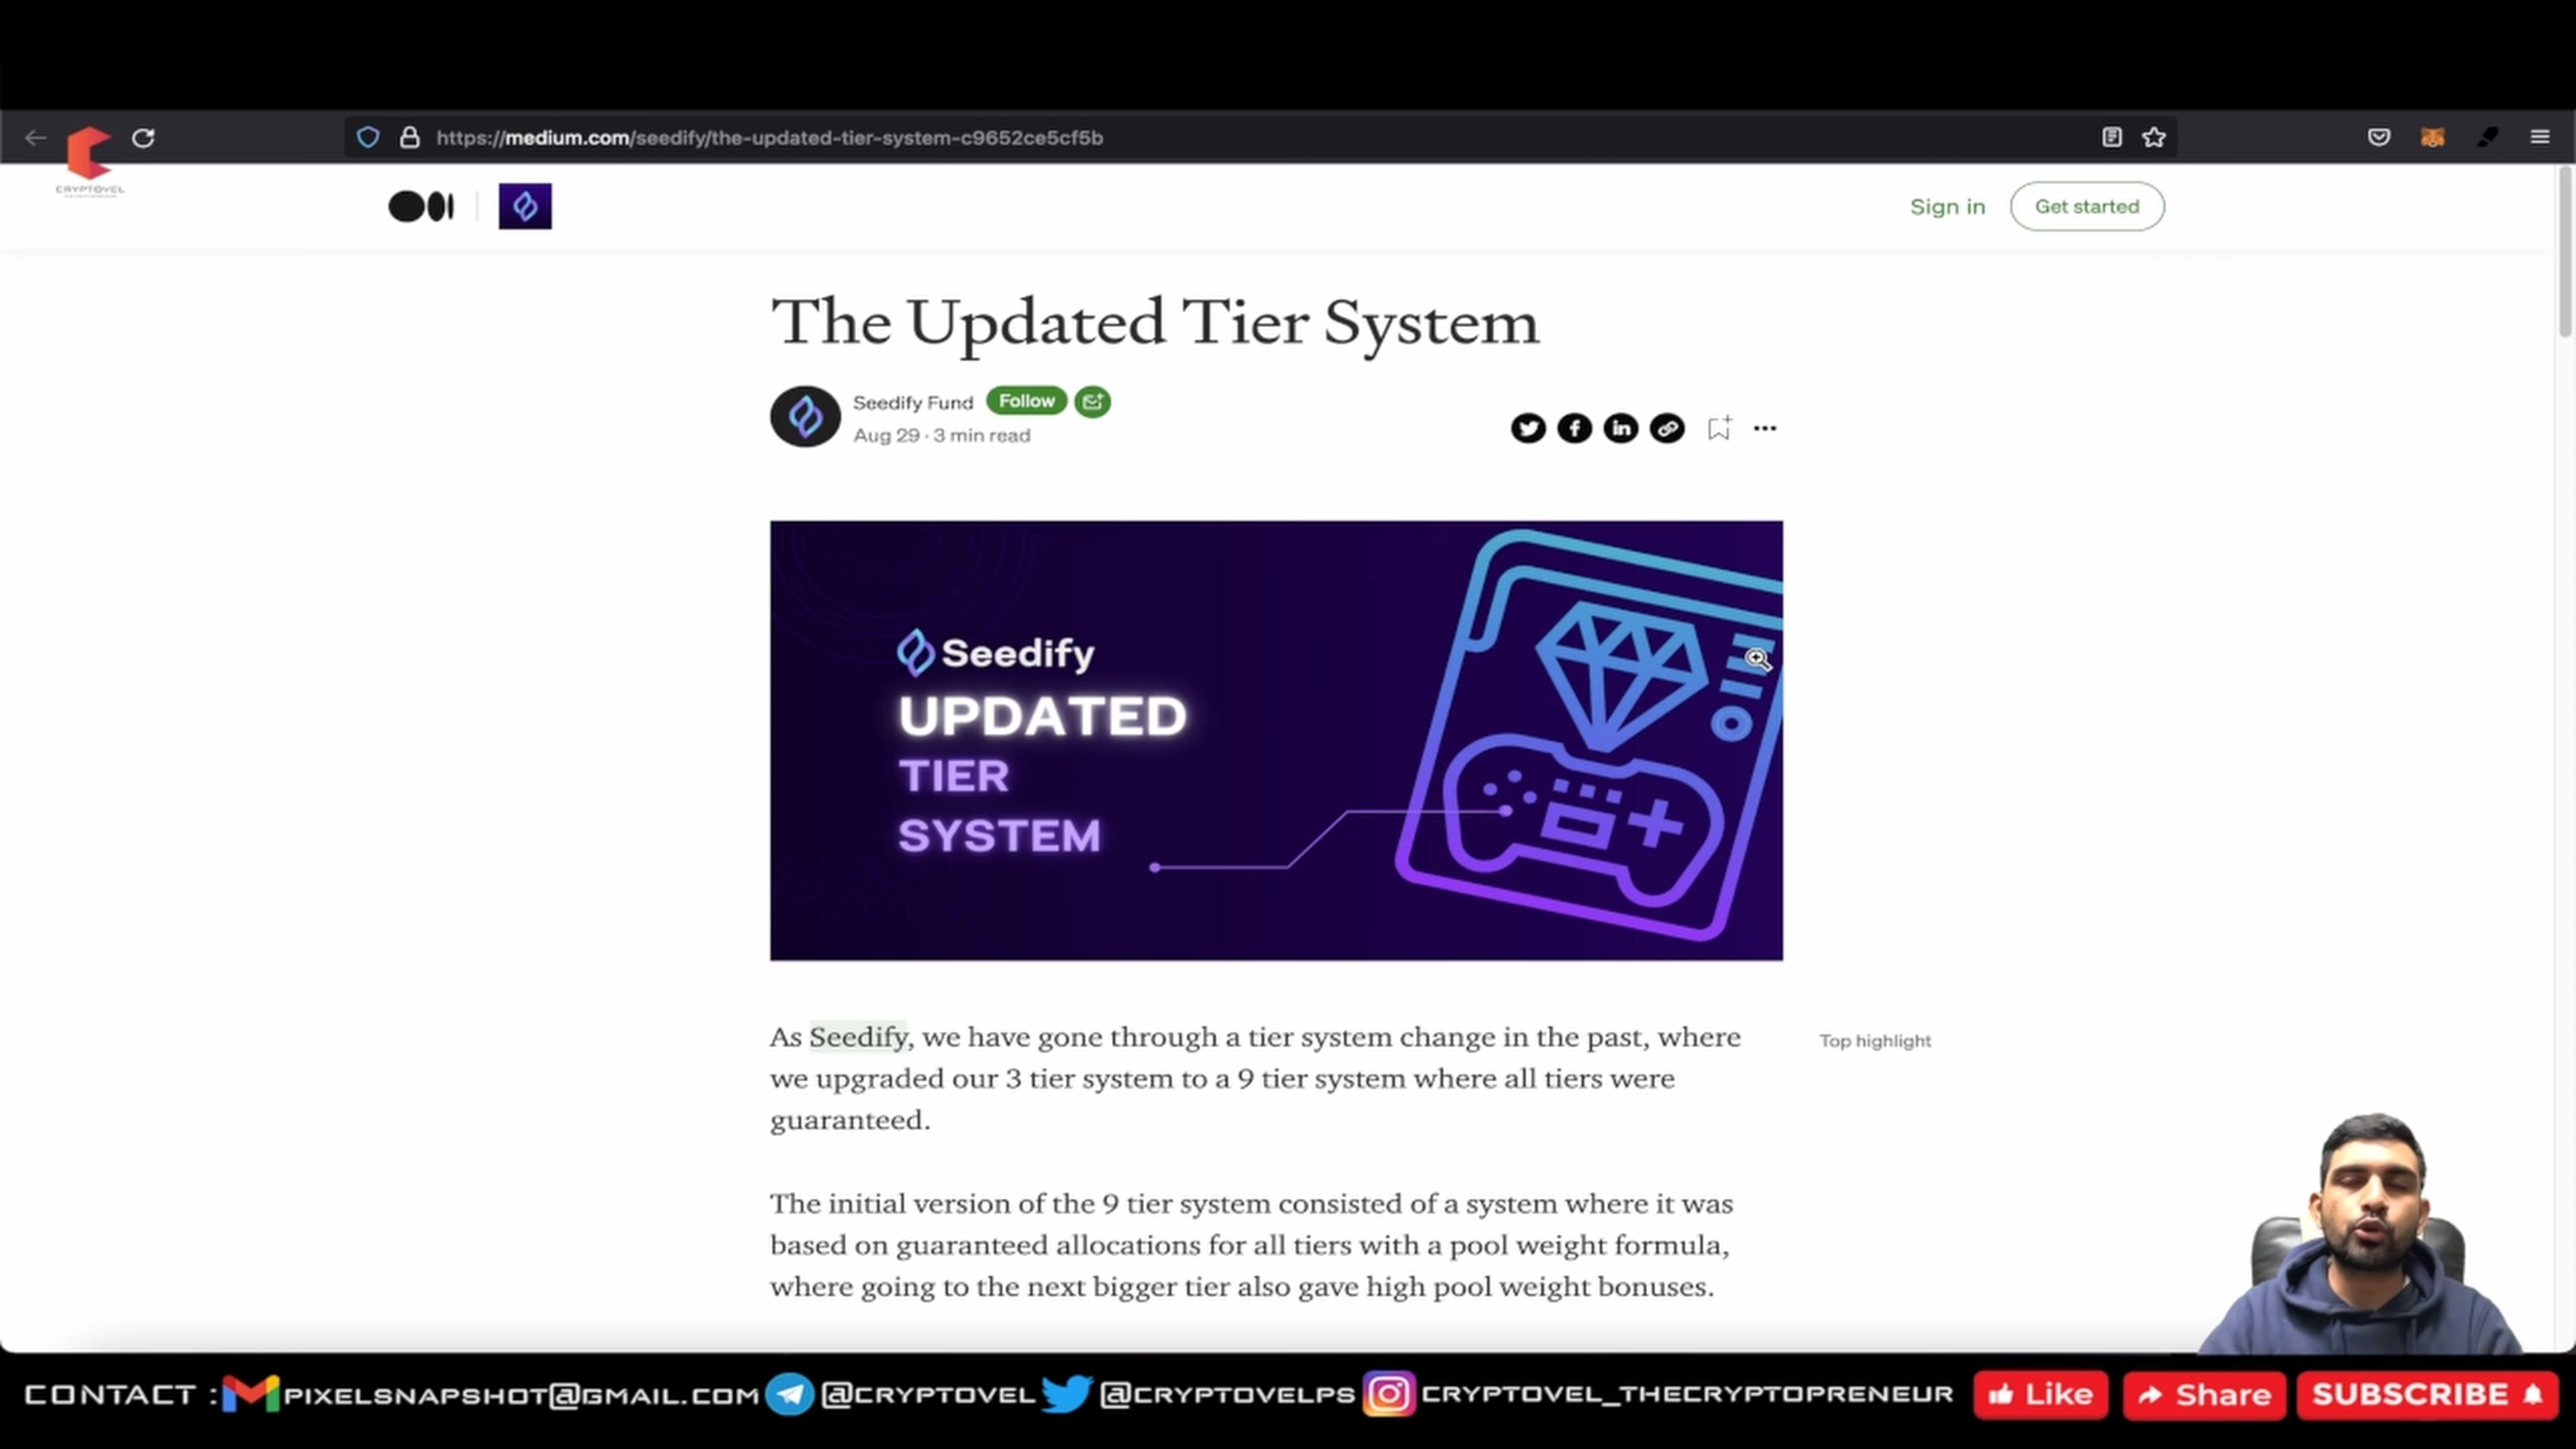 https://medium.com/seedify/the-updated-tier-system-c9652ce5cf5b
CRYPTOVEL
Sign in
Get started
The Updated Tier System
Seedify Fund
Follow
Aug 29 · 3 min read
Seedify
UPDATED
TIER
SYSTEM
As Seedify, we have gone through a tier system change in the past, where
we upgraded our 3 tier system to a 9 tier system where all tiers were
guaranteed.
Top highlight
The initial version of the 9 tier system consisted of a system where it was
based on guaranteed allocations for all tiers with a pool weight formula,
where going to the next bigger tier also gave high pool weight bonuses.
CONTACT : PIXELSNAPSHOT@GMAIL.COM @CRYPTOVEL @CRYPTOVELPS CRYPTOVEL_THECRYPTOPRENEUR Like Share SUBSCRIBE